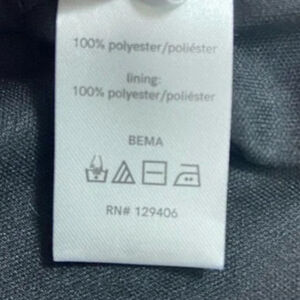 100% polyester/poliéster
lining:
100% polyester/poliéster
BEMA
RN# 129406